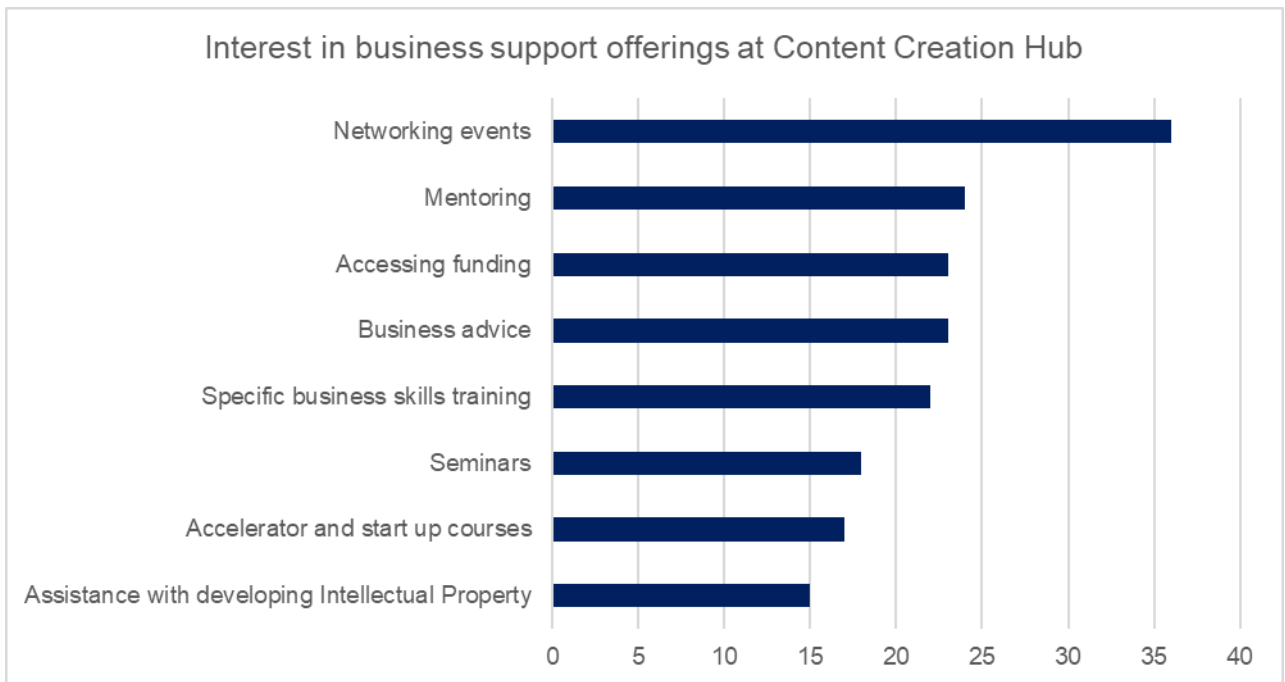 Interest in business support offerings at Content Creation Hub
Networking events
Mentoring
Accessing funding
Business advice
Specific business skills training
Seminars
Accelerator and start up courses
Assistance with developing Intellectual Property
0 5 10 15 20 25 30 35 40